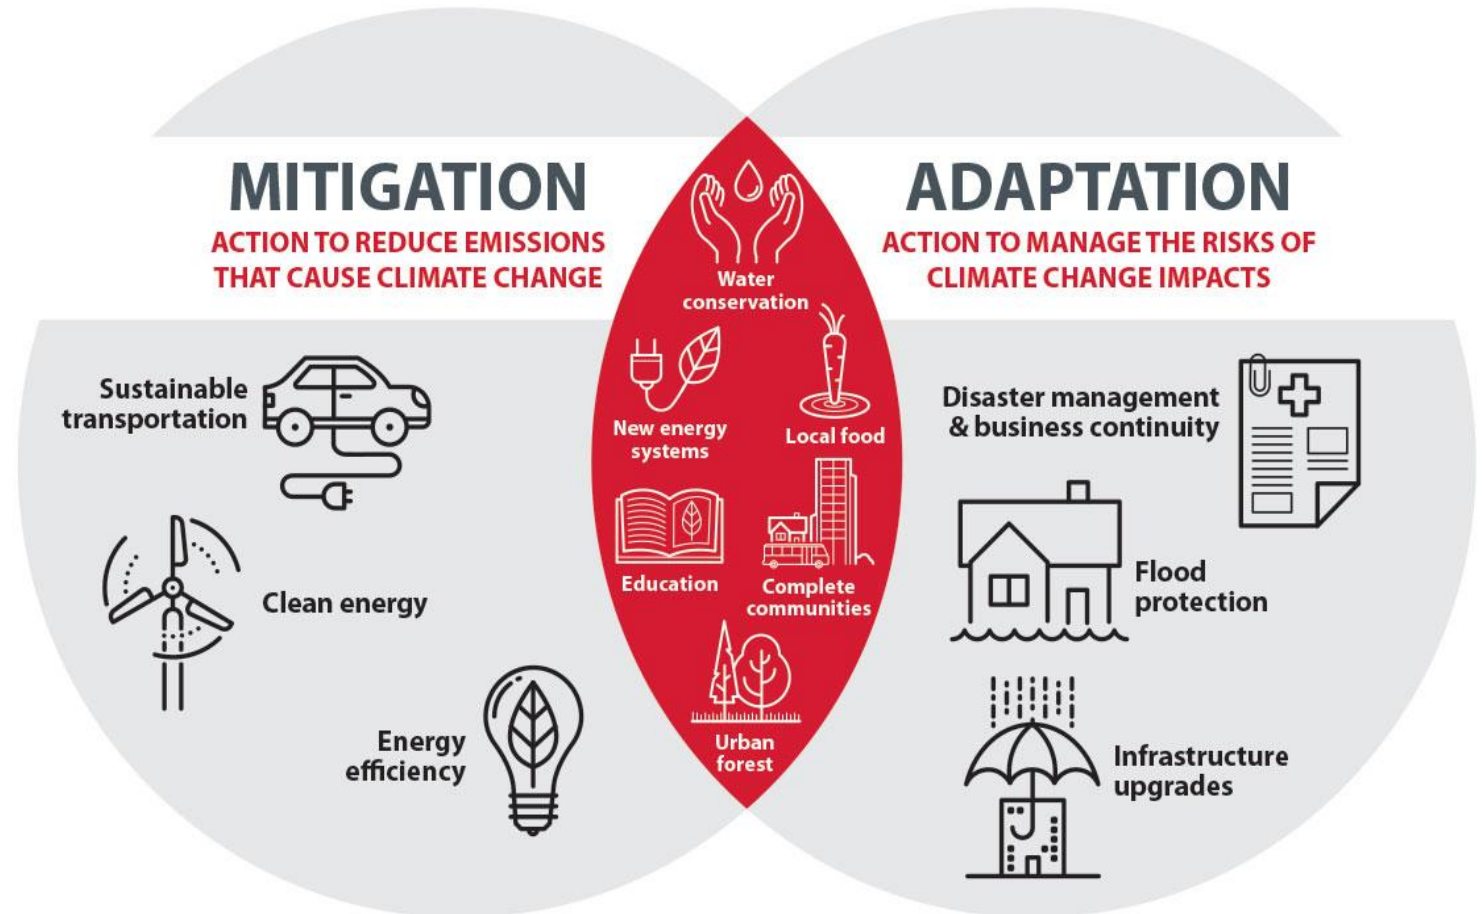 MITIGATION
ACTION TO REDUCE EMISSIONS
THAT CAUSE CLIMATE CHANGE
Sustainable
transportation
Clean energy
Energy
efficiency
Water
conservation
New energy
systems
Local food
Education
Complete
communities
Urban
forest
ADAPTATION
ACTION TO MANAGE THE RISKS OF
CLIMATE CHANGE IMPACTS
Disaster management
& business continuity
Flood
protection
Infrastructure
upgrades